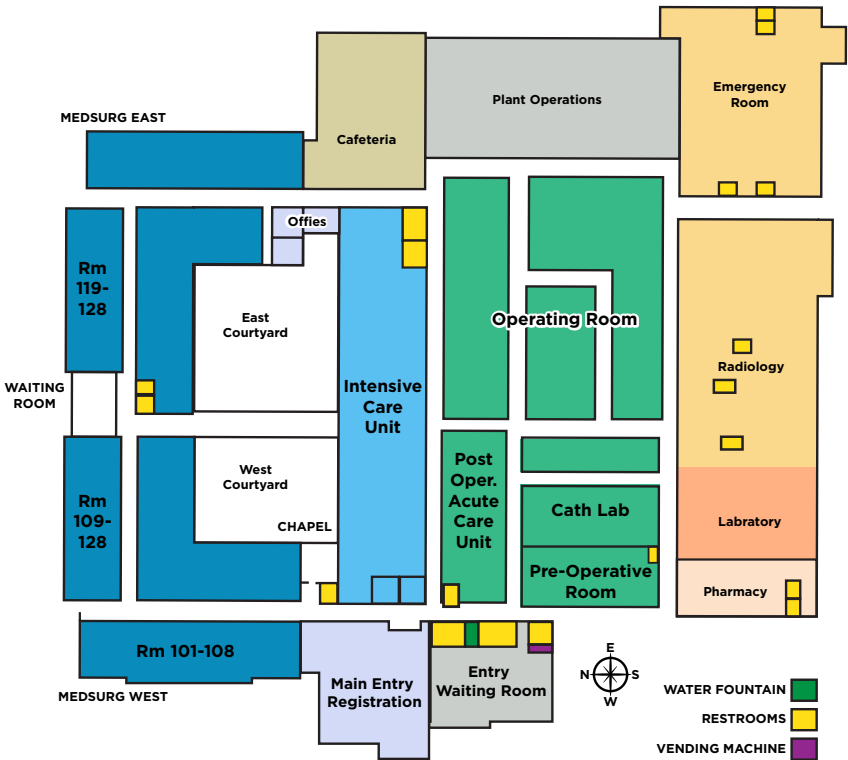 MEDSURG EAST
Cafeteria
Plant Operations
Emergency
Room
Offies
Rm
119-
128
East
Courtyard
Operating Room
WAITING
ROOM
Intensive
Care
Unit
Radiology
Rm
109-
128
West
Courtyard
CHAPEL
Post
Oper.
Acute
Care
Unit
Cath Lab
Labratory
Pre-Operative
Room
Pharmacy
Rm 101-108
MEDSURG WEST
Main Entry
Registration
Entry
Waiting Room
E
N
S
W
WATER FOUNTAIN
RESTROOMS
VENDING MACHINE